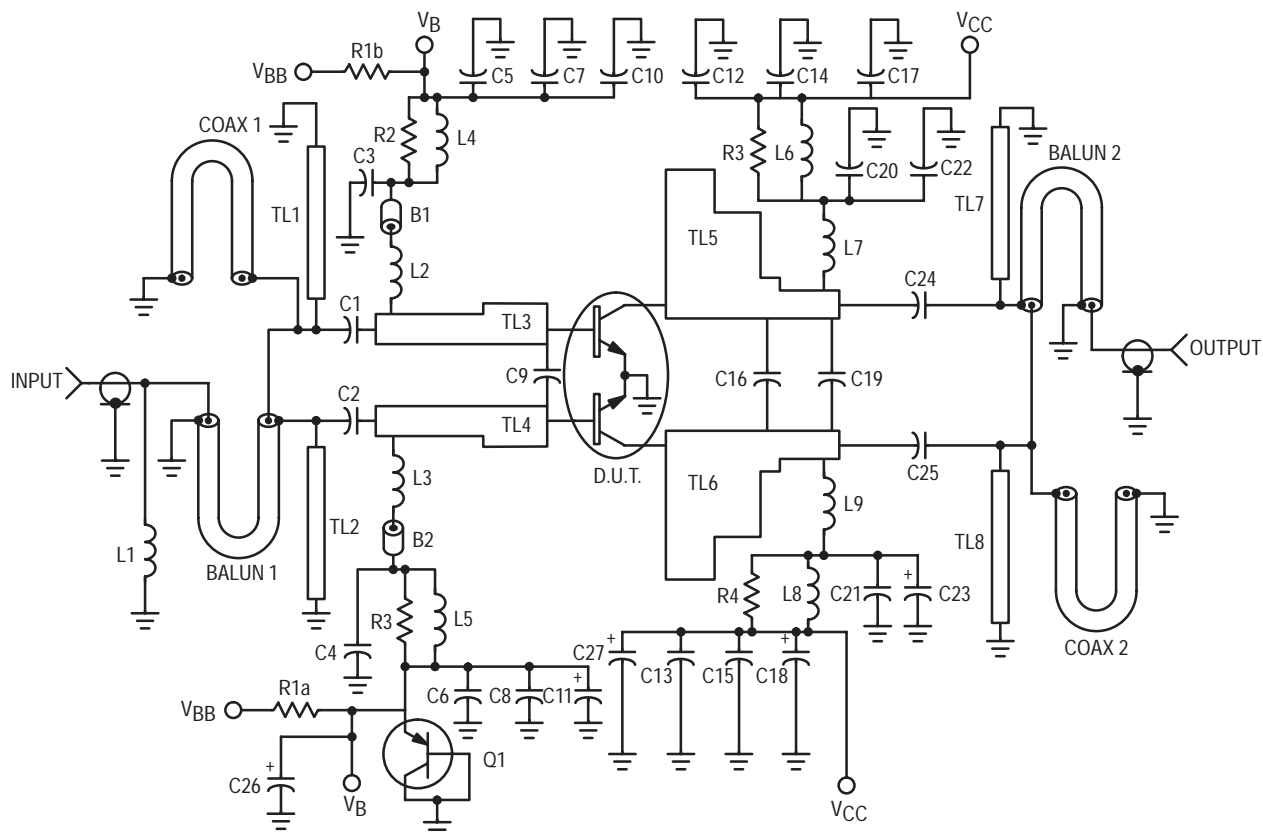 VB
VCC
R1b
VBB
C5
C7
C10
C12
C14
C17
COAX 1
R2
L4
C3
R3
L6
C20
C22
BALUN 2
TL1
B1
TL5
TL7
L2
L7
C24
C1
TL3
INPUT
C9
C16
C19
OUTPUT
C2
TL4
D.U.T.
C25
L3
TL6
L9
TL2
B2
TL8
L1
BALUN 1
R3
L5
R4
L8
C21
+
C23
C4
+
C27
C13
C15
+
C18
COAX 2
R1a
VBB
C6
C8
+
C11
Q1
+
C26
VB
VCC